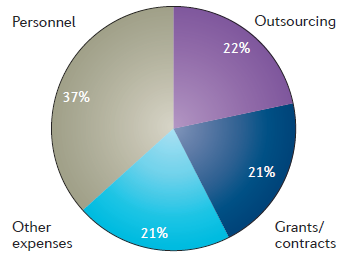 Personnel
Outsourcing
22%
37%
21%
21%
Other
expenses
Grants/
contracts